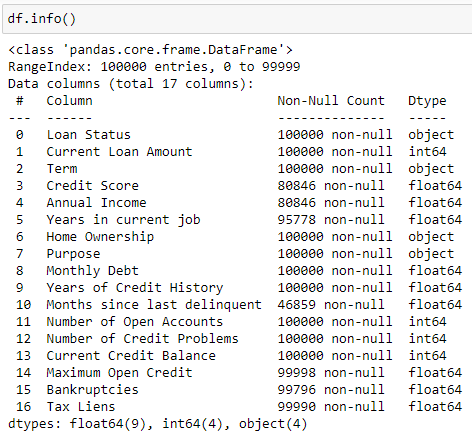 df.info()
<class 'pandas.core.frame.DataFrame'>
RangeIndex: 100000 entries, 0 to 99999
Data columns (total 17 columns):
 #   Column                        Non-Null Count   Dtype
---  ------                        --------------   -----
 0   Loan Status                   100000 non-null  object
 1   Current Loan Amount           100000 non-null  int64
 2   Term                          100000 non-null  object
 3   Credit Score                  80846 non-null   float64
 4   Annual Income                 80846 non-null   float64
 5   Years in current job          95778 non-null   float64
 6   Home Ownership                100000 non-null  object
 7   Purpose                       100000 non-null  object
 8   Monthly Debt                  100000 non-null  float64
 9   Years of Credit History       100000 non-null  float64
 10  Months since last delinquent  46859 non-null   float64
 11  Number of Open Accounts       100000 non-null  int64
 12  Number of Credit Problems     100000 non-null  int64
 13  Current Credit Balance        100000 non-null  int64
 14  Maximum Open Credit           99998 non-null   float64
 15  Bankruptcies                  99796 non-null   float64
 16  Tax Liens                     99990 non-null   float64
dtypes: float64(9), int64(4), object(4)